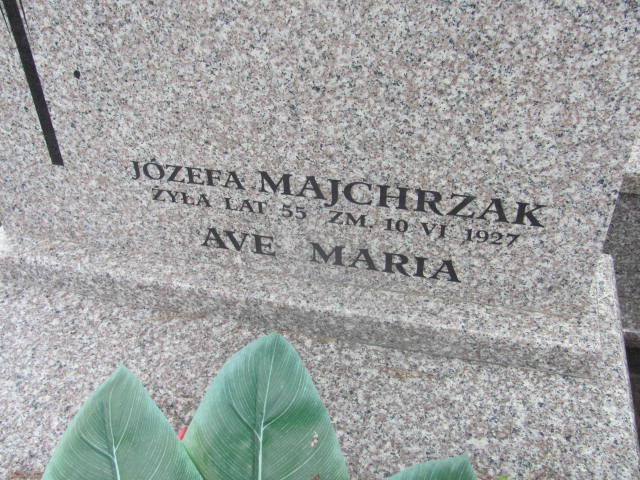 JÓZEFA MAJCHRZAK
ŻYŁA LAT 55 ZM. 10 VI 1927
AVE MARIA